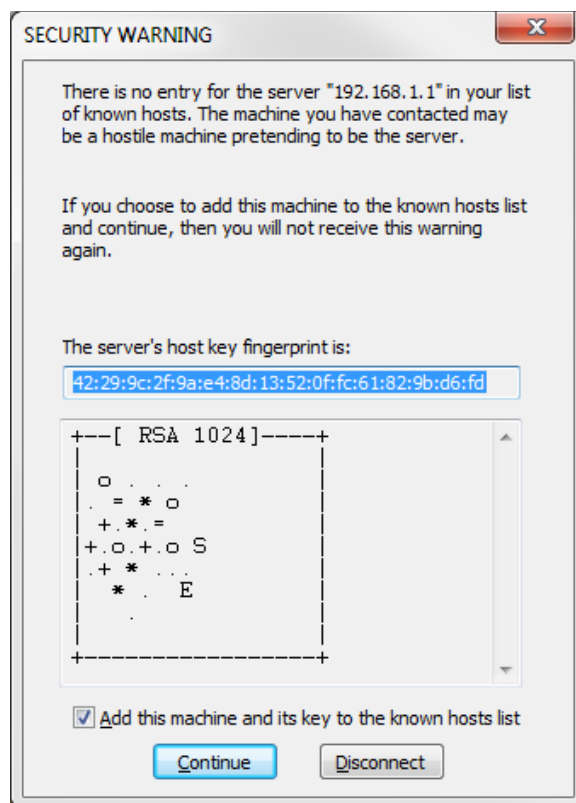 SECURITY WARNING
There is no entry for the server "192.168.1.1" in your list
of known hosts. The machine you have contacted may
be a hostile machine pretending to be the server.
If you choose to add this machine to the known hosts list
and continue, then you will not receive this warning
again.
The server's host key fingerprint is:
42:29:9c:2f:9a:e4:8d:13:52:0f:fc:61:82:9b:d6:fd
+--[ RSA 1024]----+
|                 |
| o . . .         |
|. = * o          |
| +.*.=           |
|+.o.+.o S        |
|.+ * ...         |
|  * .  E         |
|   .             |
|                 |
+-----------------+
Add this machine and its key to the known hosts list
Continue
Disconnect